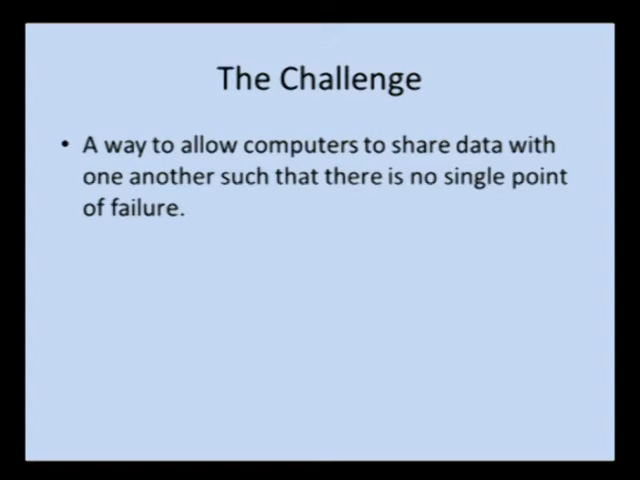 The Challenge
• A way to allow computers to share data with
one another such that there is no single point
of failure.